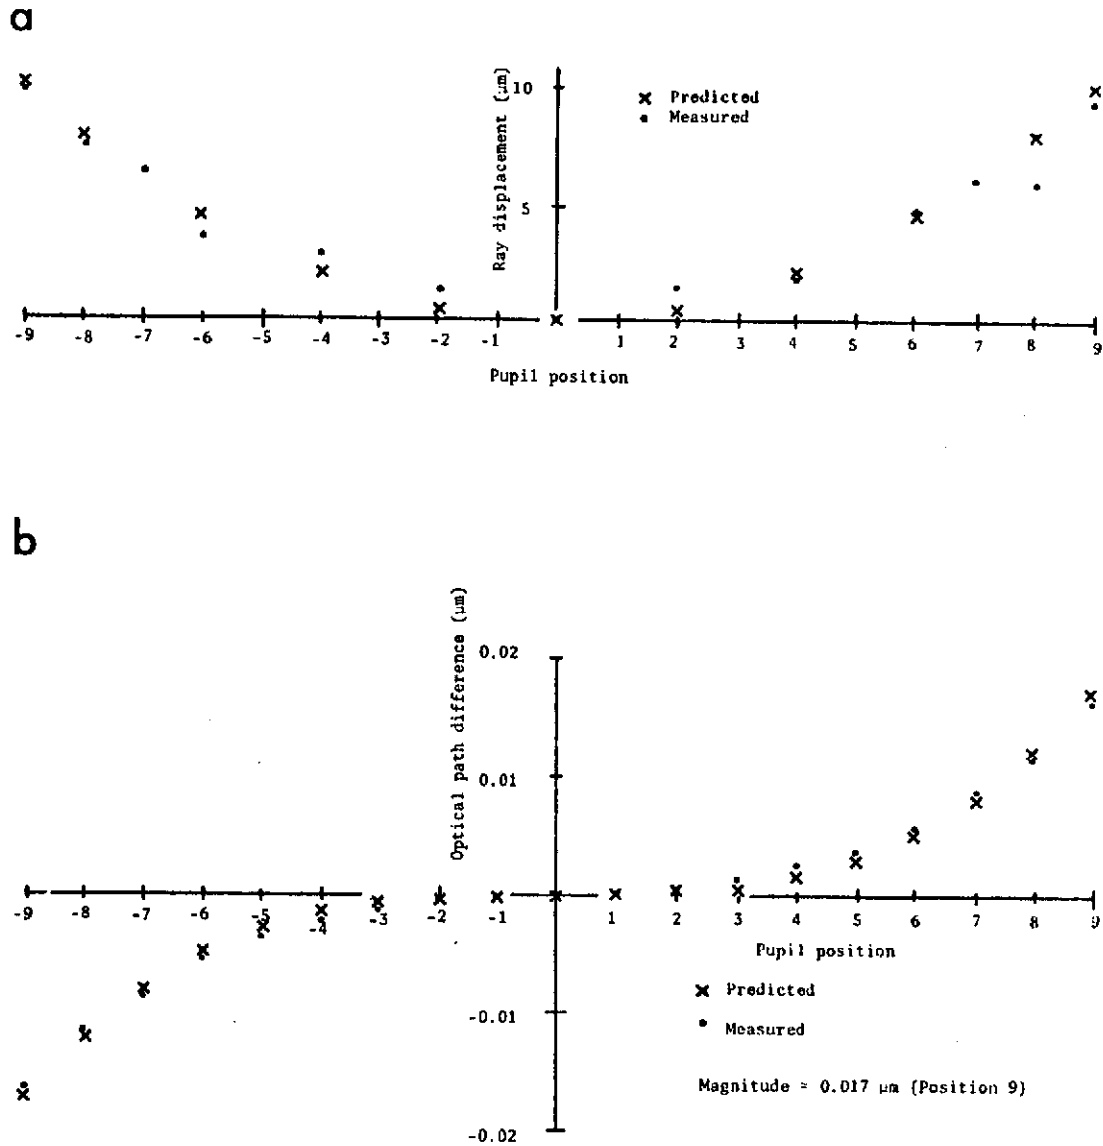 a
Ray displacement (μm)
10
5
× Predicted
• Measured
-9 -8 -7 -6 -5 -4 -3 -2 -1 1 2 3 4 5 6 7 8 9
Pupil position
b
Optical path difference (μm)
0.02
0.01
-9 -8 -7 -6 -5 -4 -3 -2 -1 1 2 3 4 5 6 7 8 9
Pupil position
-0.01
-0.02
× Predicted
• Measured
Magnitude = 0.017 μm (Position 9)